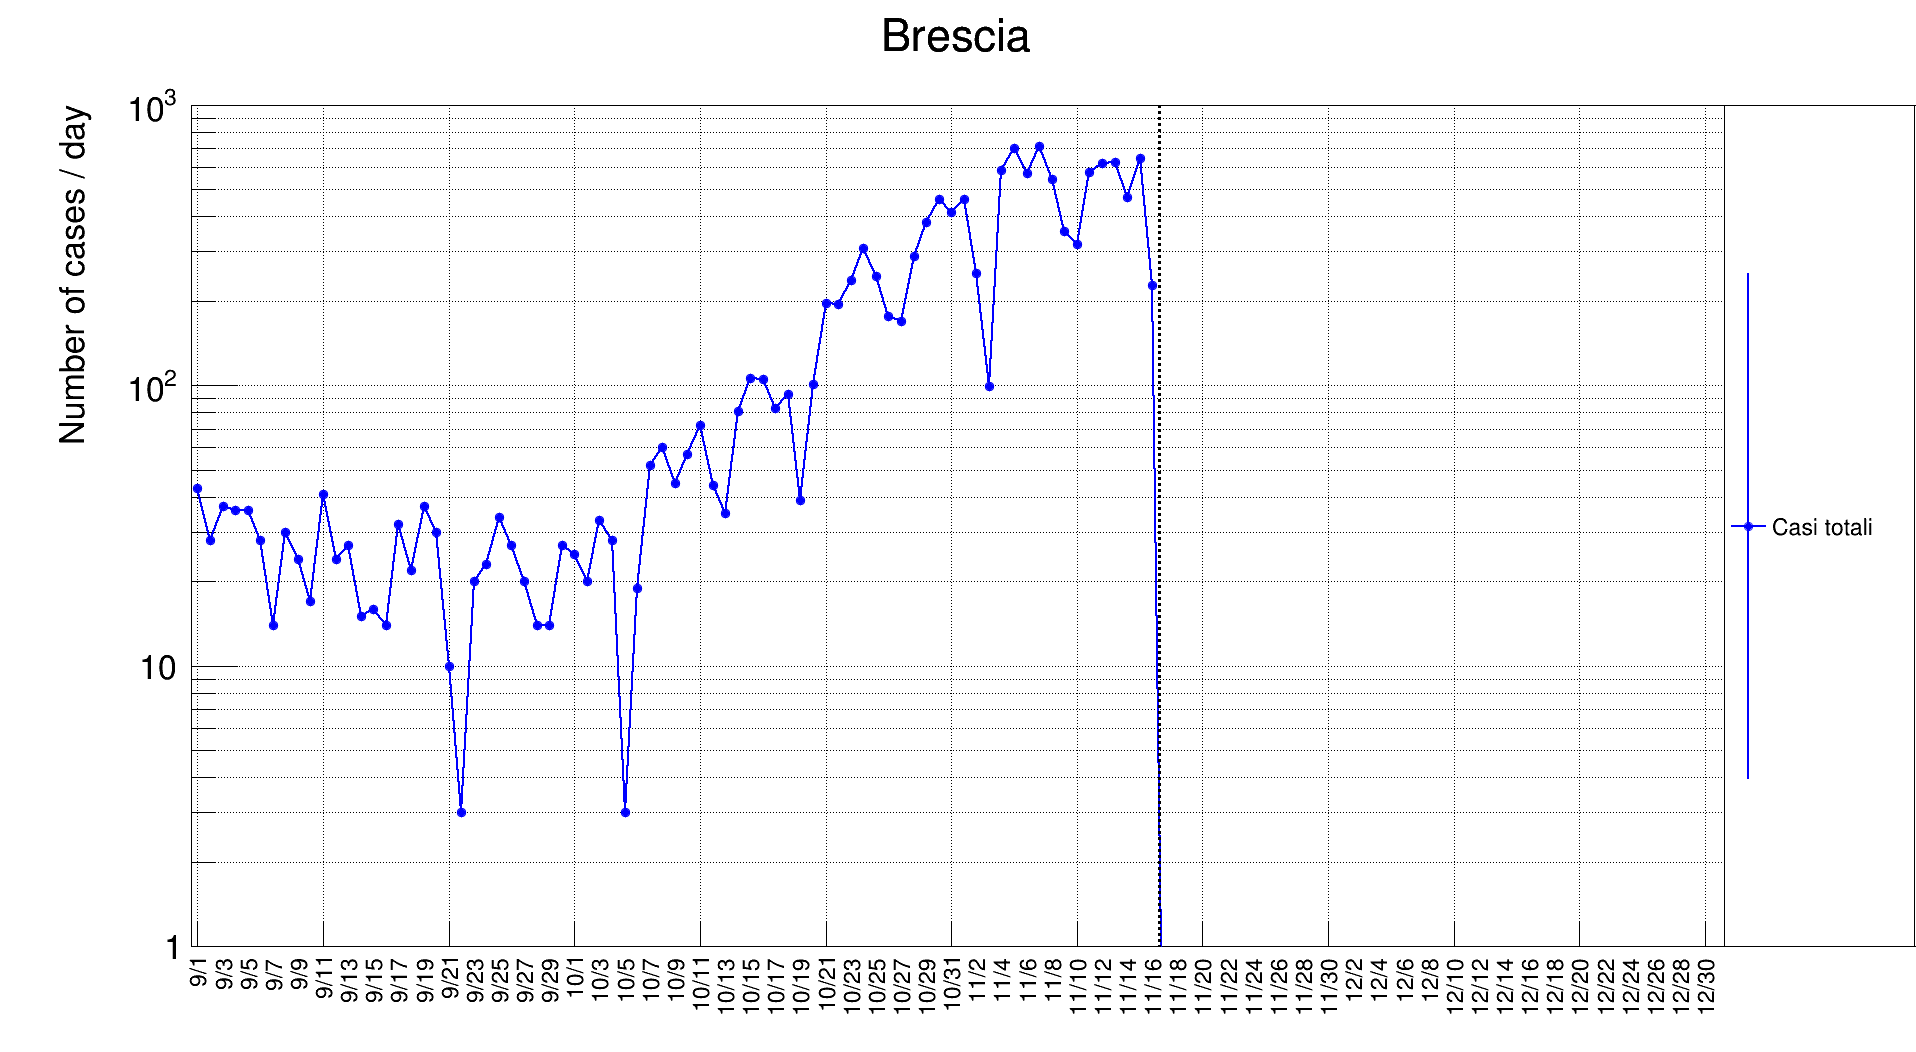 Brescia
Number of cases / day
10³
10²
10
1
9/1 9/3 9/5 9/7 9/9 9/11 9/13 9/15 9/17 9/19 9/21 9/23 9/25 9/27 9/29 10/1 10/3 10/5 10/7 10/9 10/11 10/13 10/15 10/17 10/19 10/21 10/23 10/25 10/27 10/29 10/31 11/2 11/4 11/6 11/8 11/10 11/12 11/14 11/16 11/18 11/20 11/22 11/24 11/26 11/28 11/30 12/2 12/4 12/6 12/8 12/10 12/12 12/14 12/16 12/18 12/20 12/22 12/24 12/26 12/28 12/30
Casi totali